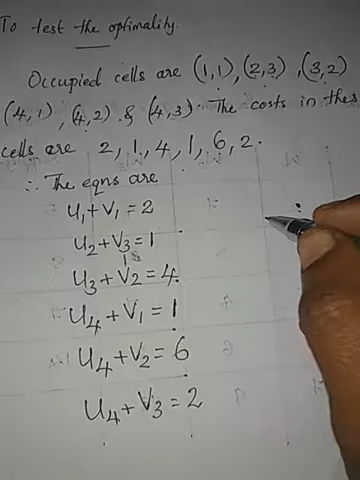 To test the optimality.
Occupied cells are (1,1), (2,3), (3,2)
(4,1), (4,2) & (4,3). The costs in thes
cells are 2, 1, 4, 1, 6, 2.
∴ The eqns are
U₁+V₁=2
U₂+V₃=1
U₃+V₂=4.
U₄+V₁=1
U₄+V₂=6
U₄+V₃=2